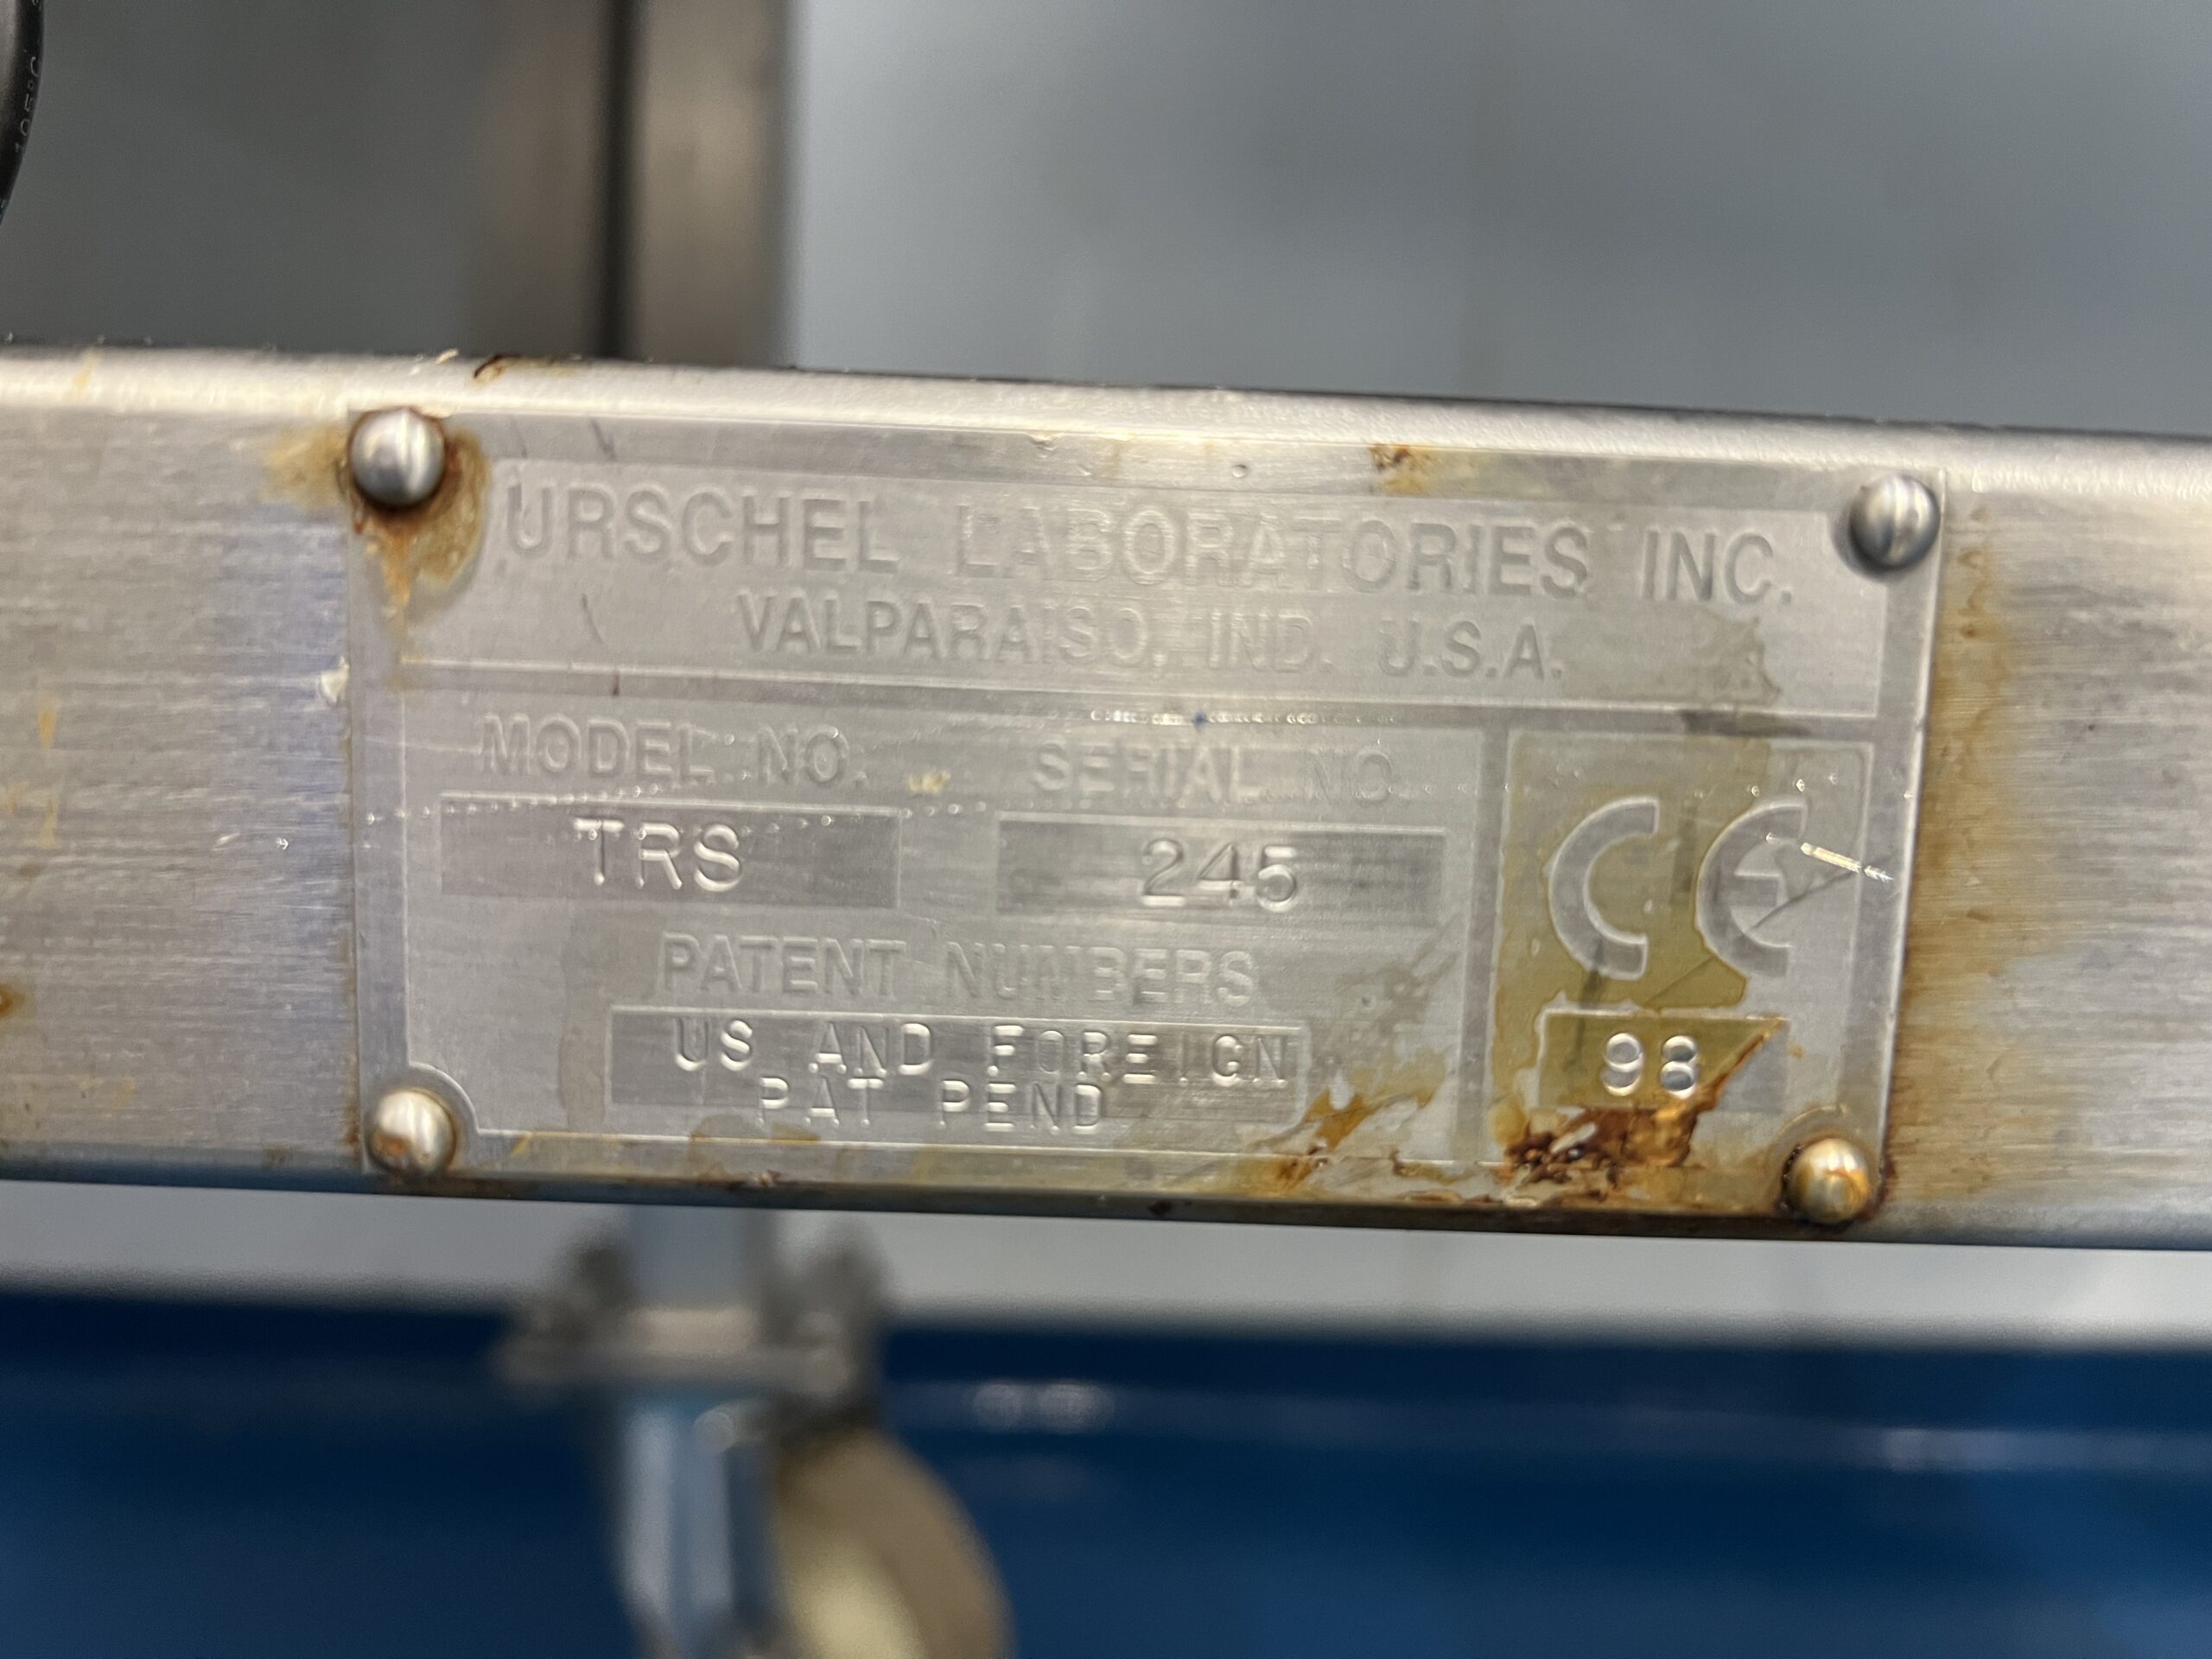 105°C
URSCHEL LABORATORIES INC.
VALPARAISO, IND. U.S.A.
MODEL NO. SERIAL NO.
TRS 245
PATENT NUMBERS
US AND FOREIGN
PAT PEND
CE
98